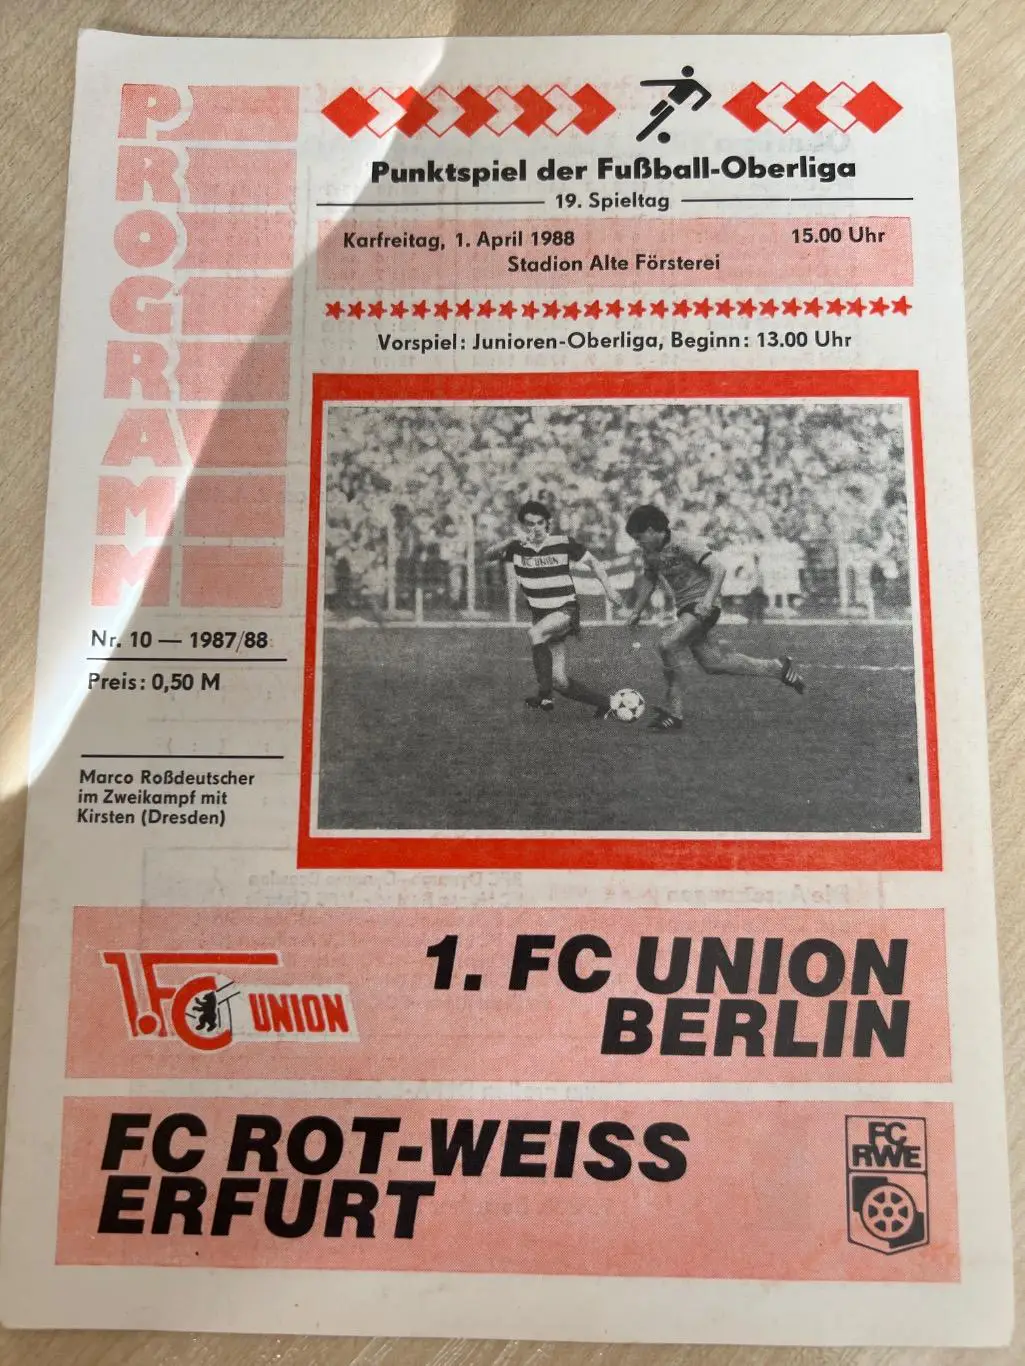 PROGRAMM
Punktspiel der Fußball-Oberliga
19. Spieltag
Karfreitag, 1. April 1988 15.00 Uhr
Stadion Alte Försterei
Vorspiel: Junioren-Oberliga, Beginn: 13.00 Uhr
FC UNION
Nr. 10 — 1987/88
Preis: 0,50 M
Marco Roßdeutscher
im Zweikampf mit
Kirsten (Dresden)
1.FC UNION
1. FC UNION
BERLIN
FC ROT-WEISS
ERFURT
FC
RWE